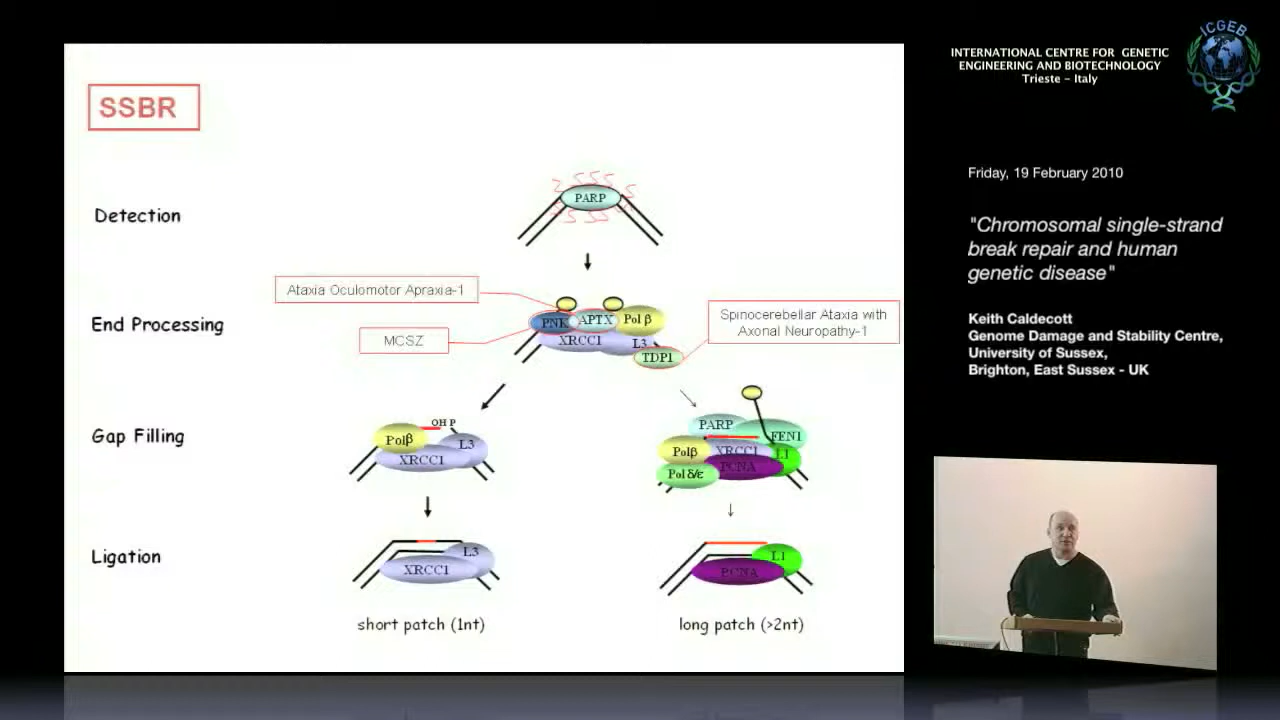 SSBR
Detection
PARP
Ataxia Oculomotor Apraxia-1
End Processing
PNK
APTX
Pol β
Spinocerebellar Ataxia with
Axonal Neuropathy-1
MCSZ
XRCC1
L3
TDP1
Gap Filling
OH P
Polβ
L3
XRCC1
PARP
FEN1
Polβ
XRCC1
L1
PCNA
Pol δ/ε
Ligation
L3
XRCC1
L1
PCNA
short patch (1nt)
long patch (>2nt)
INTERNATIONAL CENTRE FOR GENETIC
ENGINEERING AND BIOTECHNOLOGY
Trieste – Italy
ICGEB
Friday, 19 February 2010
"Chromosomal single-strand
break repair and human
genetic disease"
Keith Caldecott
Genome Damage and Stability Centre,
University of Sussex,
Brighton, East Sussex - UK